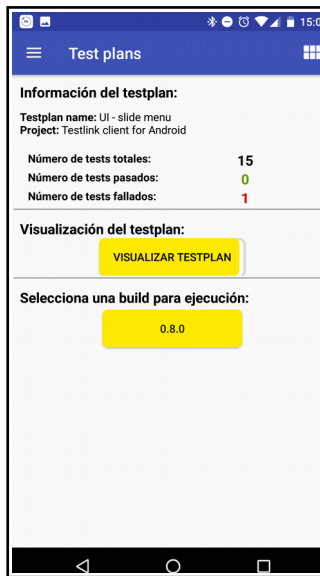 15:0
Test plans
Información del testplan:
Testplan name: UI - slide menu
Project: Testlink client for Android
Número de tests totales: 15
Número de tests pasados: 0
Número de tests fallados: 1
Visualización del testplan:
VISUALIZAR TESTPLAN
Selecciona una build para ejecución:
0.8.0